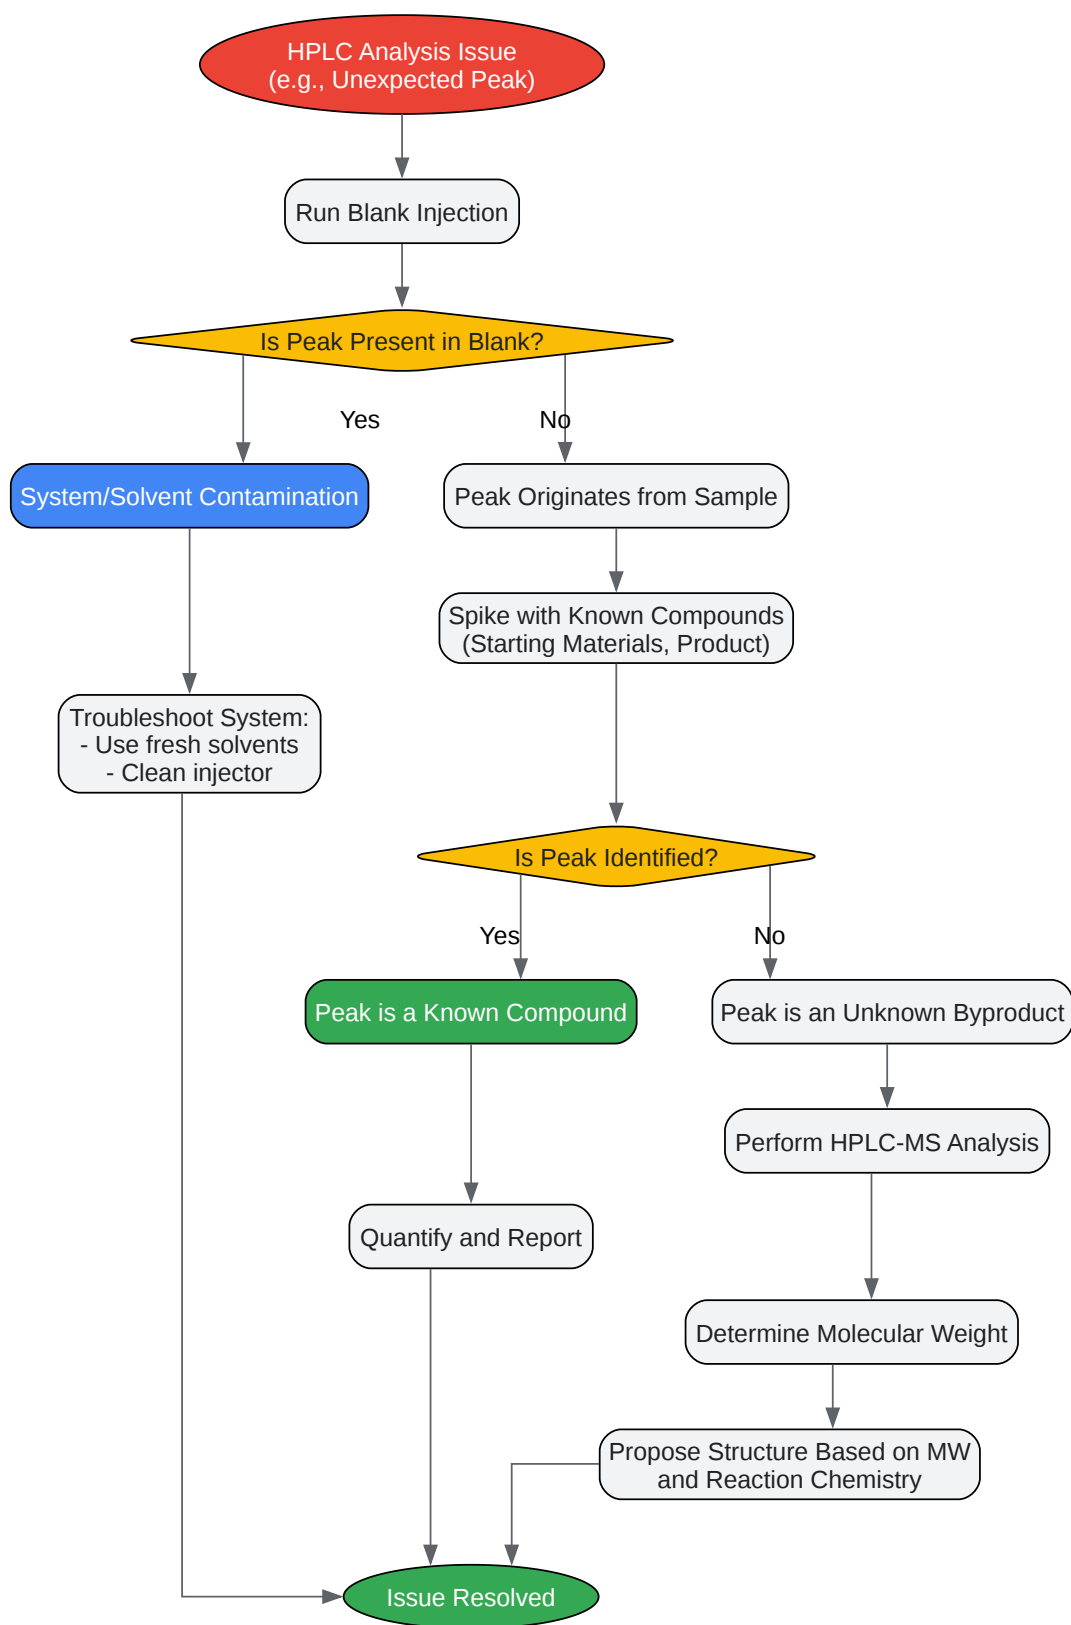 HPLC Analysis Issue
(e.g., Unexpected Peak)
Run Blank Injection
Is Peak Present in Blank?
Yes
No
System/Solvent Contamination
Peak Originates from Sample
Spike with Known Compounds
(Starting Materials, Product)
Troubleshoot System:
- Use fresh solvents
- Clean injector
Is Peak Identified?
Yes
No
Peak is a Known Compound
Peak is an Unknown Byproduct
Perform HPLC-MS Analysis
Quantify and Report
Determine Molecular Weight
Propose Structure Based on MW
and Reaction Chemistry
Issue Resolved